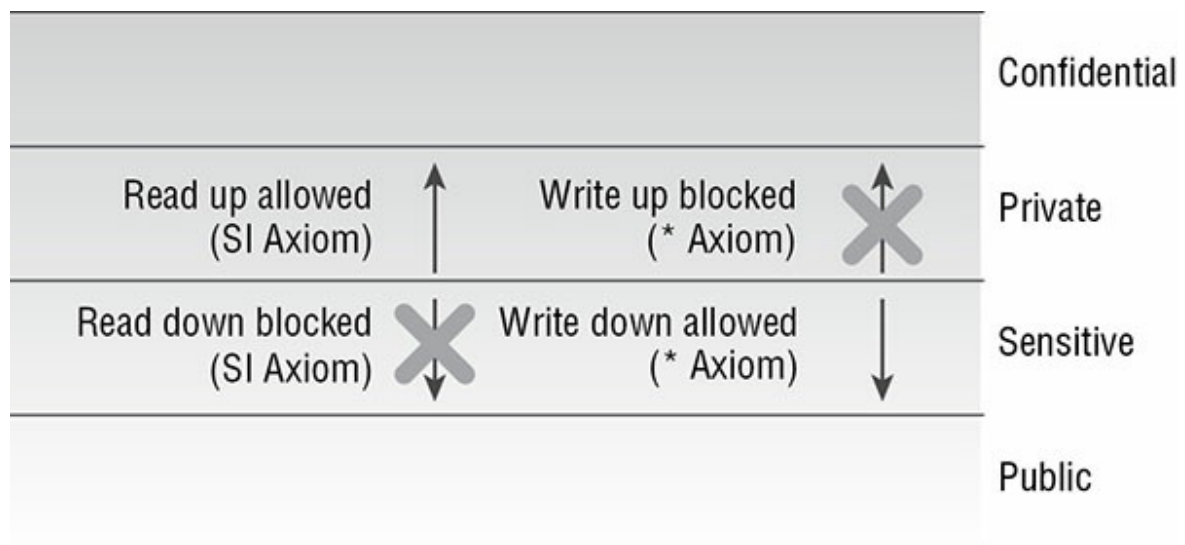 Confidential
Read up allowed
(SI Axiom)
Write up blocked
(* Axiom)
Private
Read down blocked
(SI Axiom)
Write down allowed
(* Axiom)
Sensitive
Public